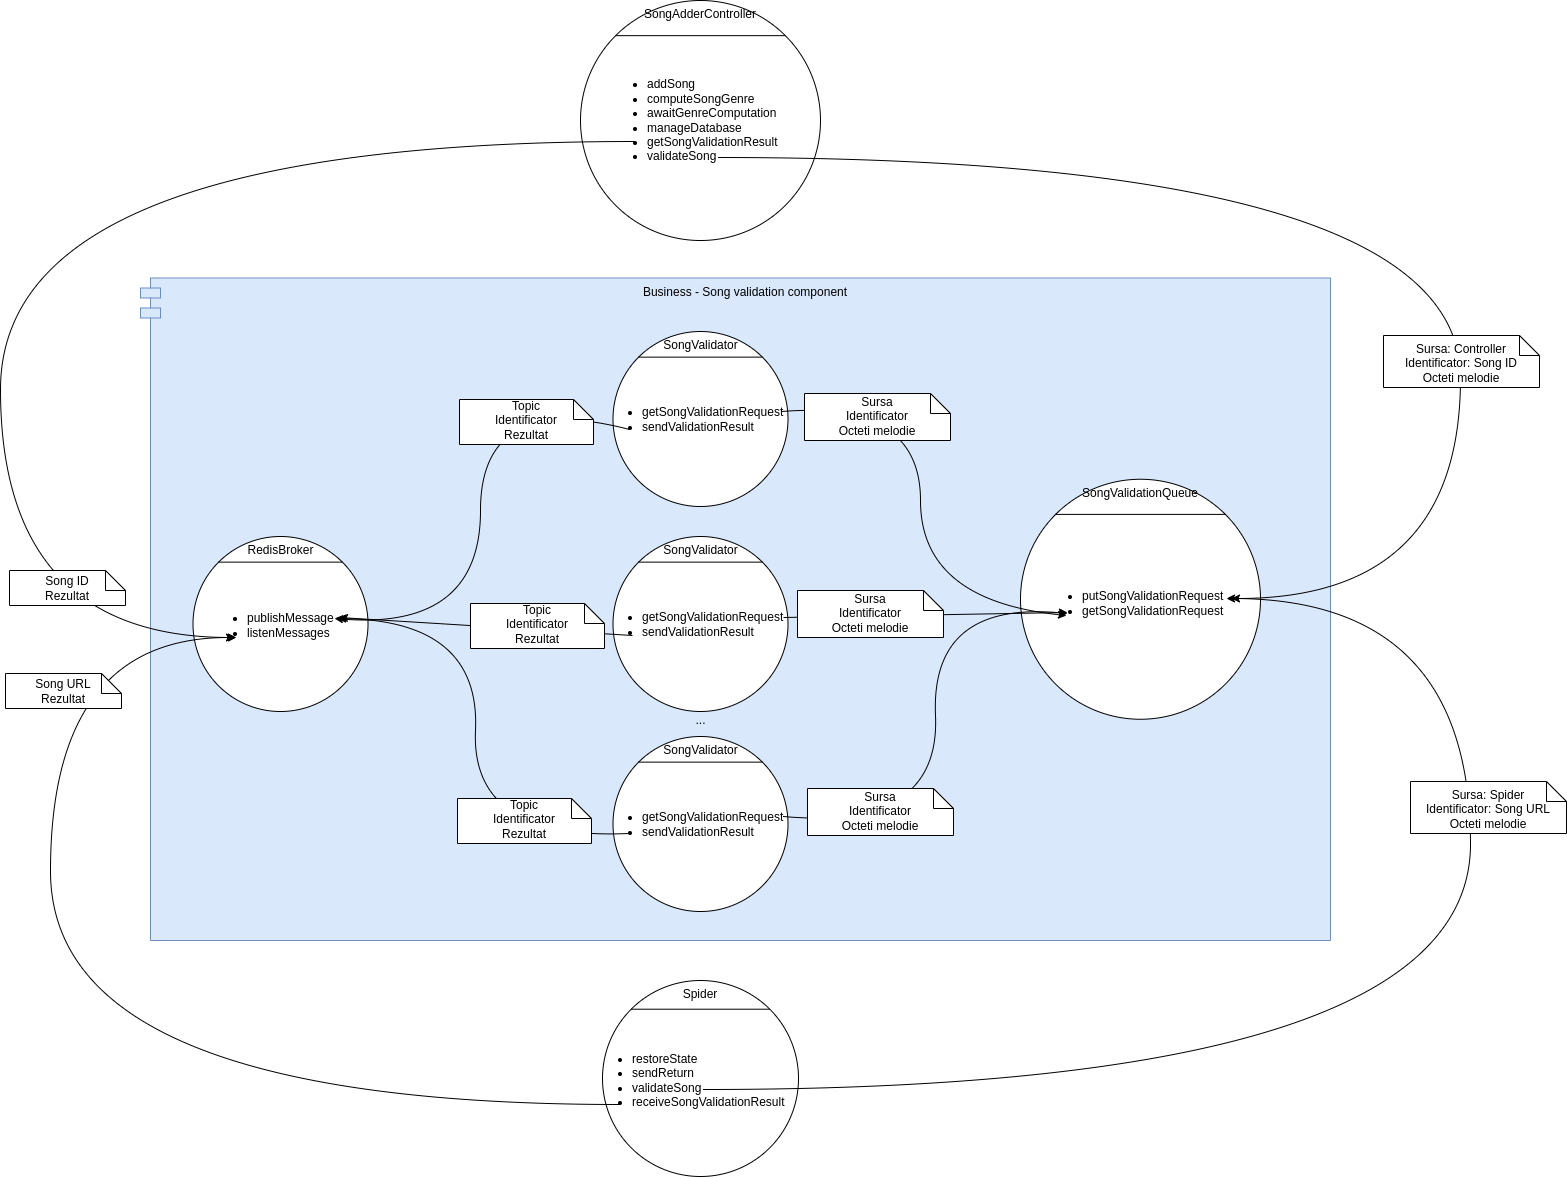 SongAdderController
addSong
computeSongGenre
awaitGenreComputation
manageDatabase
getSongValidationResult
validateSong
Business - Song validation component
SongValidator
getSongValidationRequest
sendValidationResult
Topic
Identificator
Rezultat
Sursa
Identificator
Octeti melodie
Sursa: Controller
Identificator: Song ID
Octeti melodie
SongValidationQueue
putSongValidationRequest
getSongValidationRequest
RedisBroker
publishMessage
listenMessages
Song ID
Rezultat
Song URL
Rezultat
SongValidator
getSongValidationRequest
sendValidationResult
Topic
Identificator
Rezultat
Sursa
Identificator
Octeti melodie
...
SongValidator
getSongValidationRequest
sendValidationResult
Topic
Identificator
Rezultat
Sursa
Identificator
Octeti melodie
Sursa: Spider
Identificator: Song URL
Octeti melodie
Spider
restoreState
sendReturn
validateSong
receiveSongValidationResult